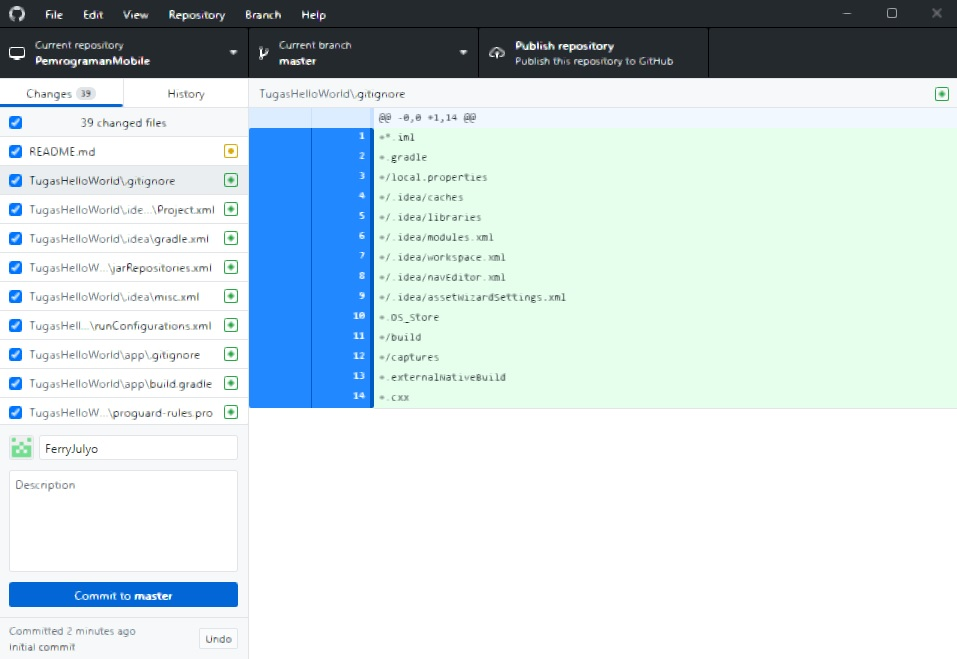 File Edit View Repository Branch Help
Current repository
PemrogramanMobile
Current branch
master
Publish repository
Publish this repository to GitHub
Changes 39
History
39 changed files
README.md
TugasHelloWorld\.gitignore
TugasHelloWorld\.ide...\Project.xml
TugasHelloWorld\.idea\gradle.xml
TugasHelloW...\jarRepositories.xml
TugasHelloWorld\.idea\misc.xml
TugasHell...\runConfigurations.xml
TugasHelloWorld\app\.gitignore
TugasHelloWorld\app\build.gradle
TugasHelloW...\proguard-rules.pro
FerryJulyo
Description
Commit to master
Committed 2 minutes ago
Initial commit
Undo
TugasHelloWorld\.gitignore
@@ -0,0 +1,14 @@
1 +*.iml
2 +.gradle
3 +/local.properties
4 +/.idea/caches
5 +/.idea/libraries
6 +/.idea/modules.xml
7 +/.idea/workspace.xml
8 +/.idea/navEditor.xml
9 +/.idea/assetWizardSettings.xml
10 +.DS_Store
11 +/build
12 +/captures
13 +.externalNativeBuild
14 +.cxx